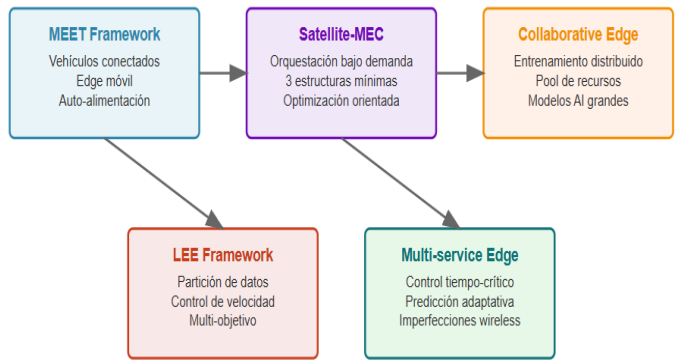 MEET Framework
Vehículos conectados
Edge móvil
Auto-alimentación
Satellite-MEC
Orquestación bajo demanda
3 estructuras mínimas
Optimización orientada
Collaborative Edge
Entrenamiento distribuido
Pool de recursos
Modelos AI grandes
LEE Framework
Partición de datos
Control de velocidad
Multi-objetivo
Multi-service Edge
Control tiempo-crítico
Predicción adaptativa
Imperfecciones wireless